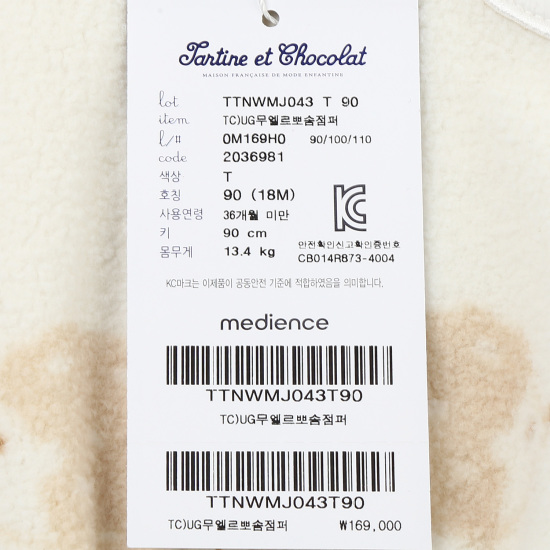 Tartine et Chocolat
MAISON FRANÇAISE DE MODE ENFANTINE
lot TTNWMJ043 T 90
item TC)UG무엘르뽀숨점퍼
l/# 0M169H0 90/100/110
code 2036981
색상 T
호칭 90 (18M)
사용연령 36개월 미만
키 90 cm
몸무게 13.4 kg
안전확인신고확인증번호
CB014R873-4004
KC마크는 이제품이 공동안전 기준에 적합하였음을 의미합니다.
medience
TTNWMJ043T90
TC)UG무엘르뽀숨점퍼
TTNWMJ043T90
TC)UG무엘르뽀숨점퍼 ₩169,000